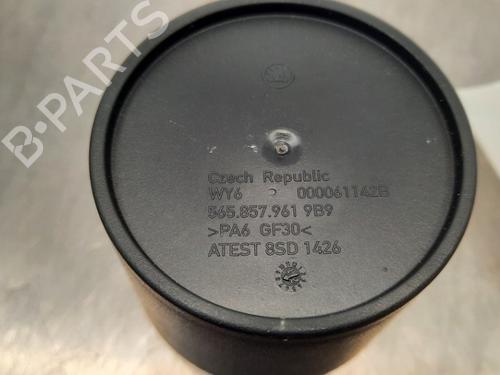 B-PARTS
Czech Republic
WY6 000061142B
565.857.961 9B9
>PA6 GF30<
ATEST 8SD 1426